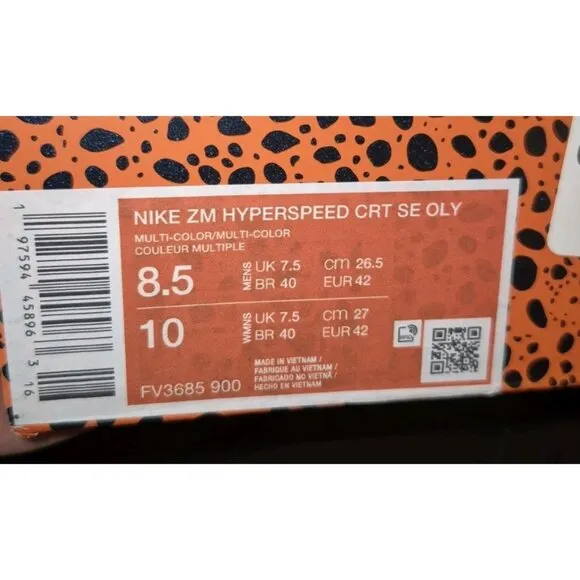 NIKE ZM HYPERSPEED CRT SE OLY
MULTI-COLOR/MULTI-COLOR
COULEUR MULTIPLE
8.5 MENS UK 7.5 cm 26.5
BR 40 EUR 42
10 WMNS UK 7.5 cm 27
BR 40 EUR 42
MADE IN VIETNAM /
FABRIQUÉ AU VIETNAM /
FABRICADO NO VIETNÃ /
HECHO EN VIETNAM
FV3685 900
1 97594 45896 3 16